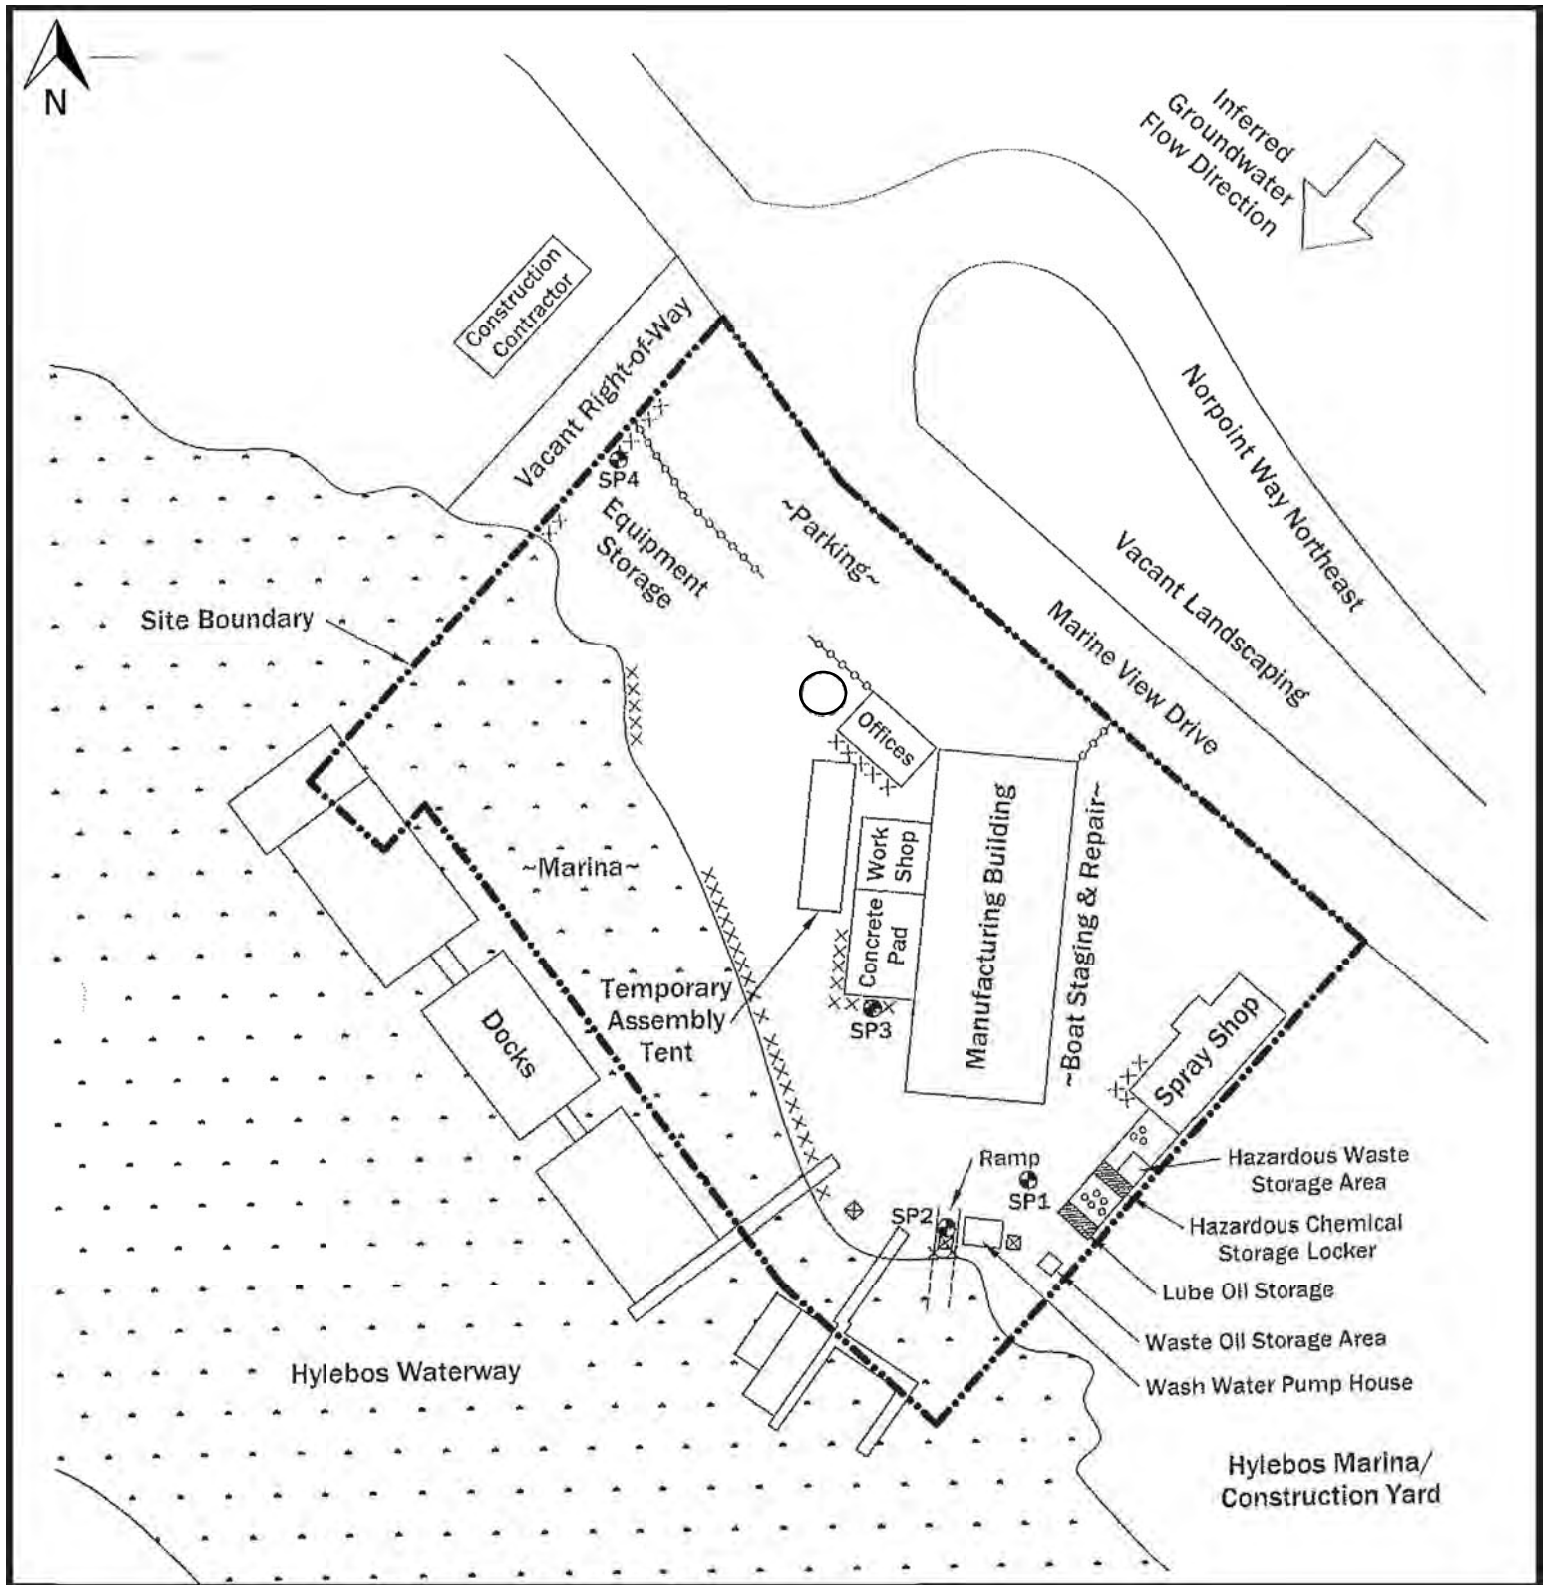 N
Inferred
Groundwater
Flow Direction
Construction
Contractor
Vacant Right-of-Way
Norpoint Way Northeast
SP4
Equipment
Storage
~Parking~
Vacant Landscaping
Marine View Drive
Site Boundary
Offices
~Marina~
Work
Shop
Concrete
Pad
Manufacturing Building
~Boat Staging & Repair~
Temporary
Assembly
Tent
SP3
Docks
Spray Shop
Ramp
SP1
SP2
Hazardous Waste
Storage Area
Hazardous Chemical
Storage Locker
Lube Oil Storage
Waste Oil Storage Area
Wash Water Pump House
Hylebos Waterway
Hylebos Marina/
Construction Yard